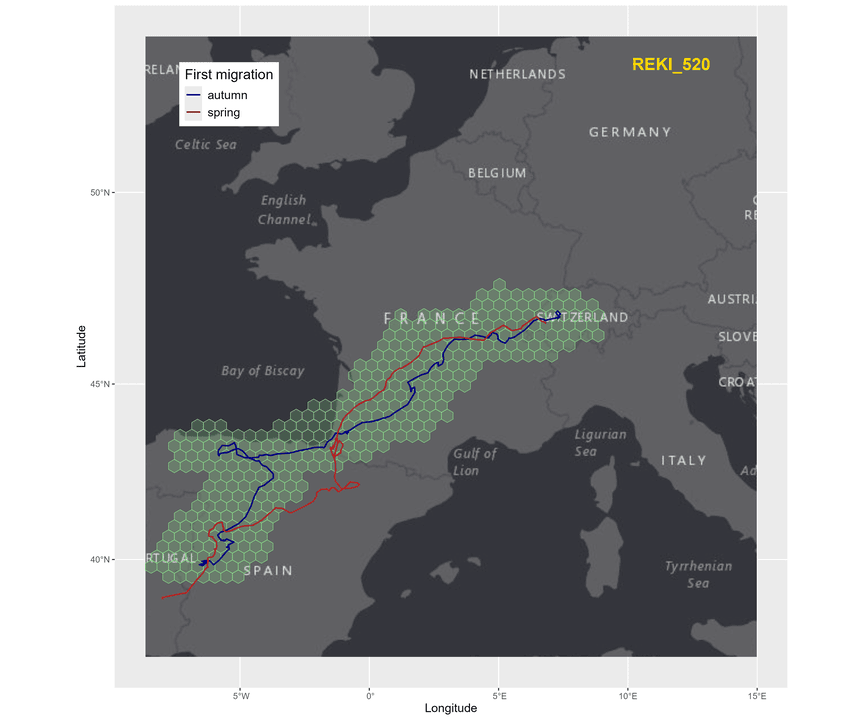 REKI_520
First migration
autumn
spring
RELAN
NETHERLANDS
GERMANY
Celtic Sea
BELGIUM
English
Channel
C
RE
50°N
FRANCE
SWITZERLAND
AUSTRI
SLOVE
Latitude
Bay of Biscay
45°N
CROAT
Gulf of
Lion
Ligurian
Sea
ITALY
Ad
40°N
RTUGAL
SPAIN
Tyrrhenian
Sea
5°W
0°
5°E
10°E
15°E
Longitude